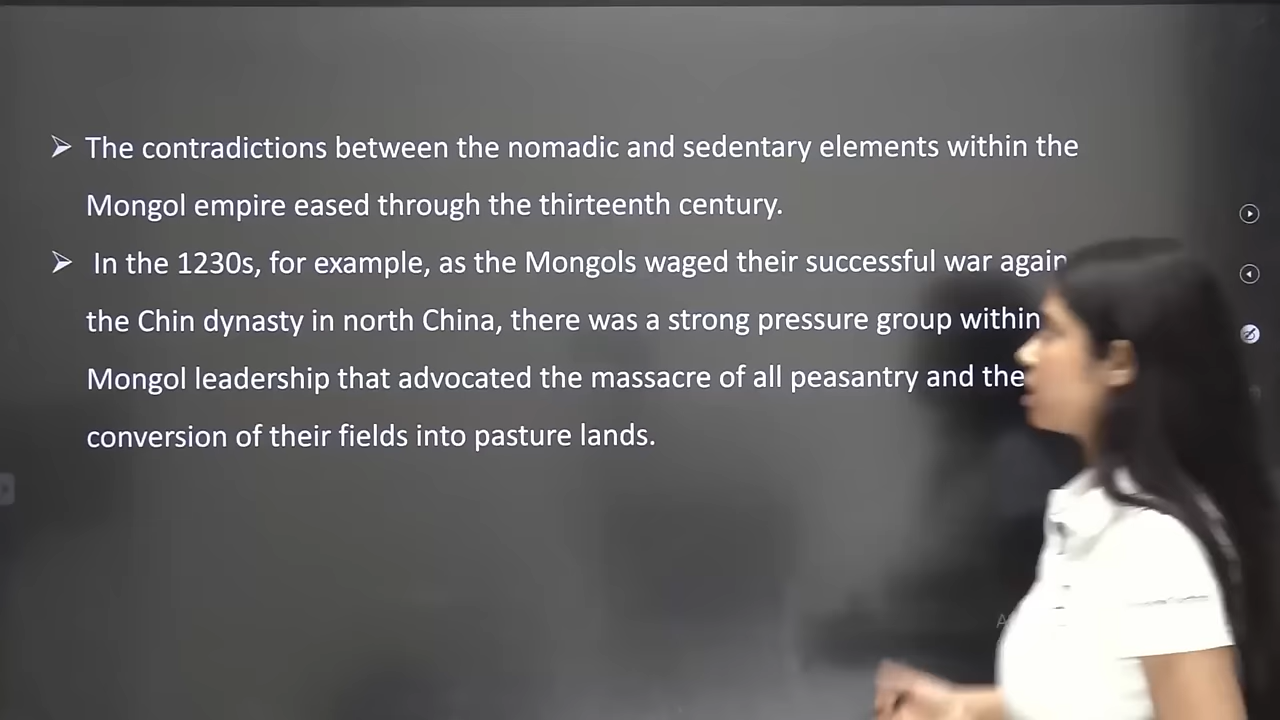 ➤ The contradictions between the nomadic and sedentary elements within the
Mongol empire eased through the thirteenth century.
➤ In the 1230s, for example, as the Mongols waged their successful war again
the Chin dynasty in north China, there was a strong pressure group within
Mongol leadership that advocated the massacre of all peasantry and the
conversion of their fields into pasture lands.